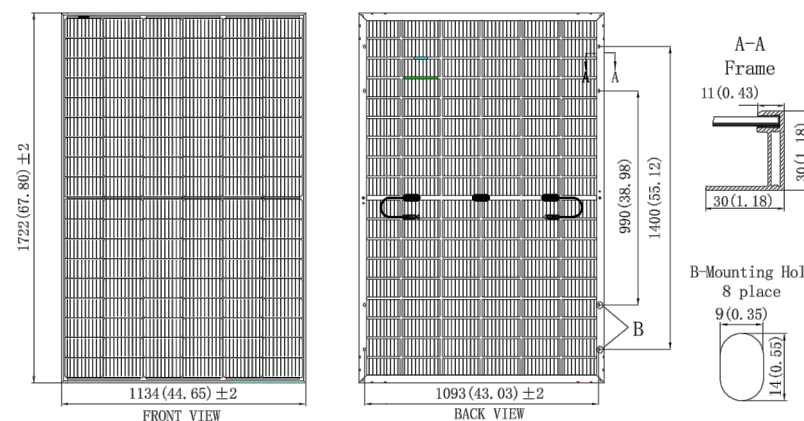 1722(67.80)±2
1134(44.65)±2
FRONT VIEW
A
A
990(38.98)
1400(55.12)
B
1093(43.03)±2
BACK VIEW
A-A
Frame
11(0.43)
30(1.18)
30(1.18)
B-Mounting Hol
8 place
9(0.35)
14(0.55)